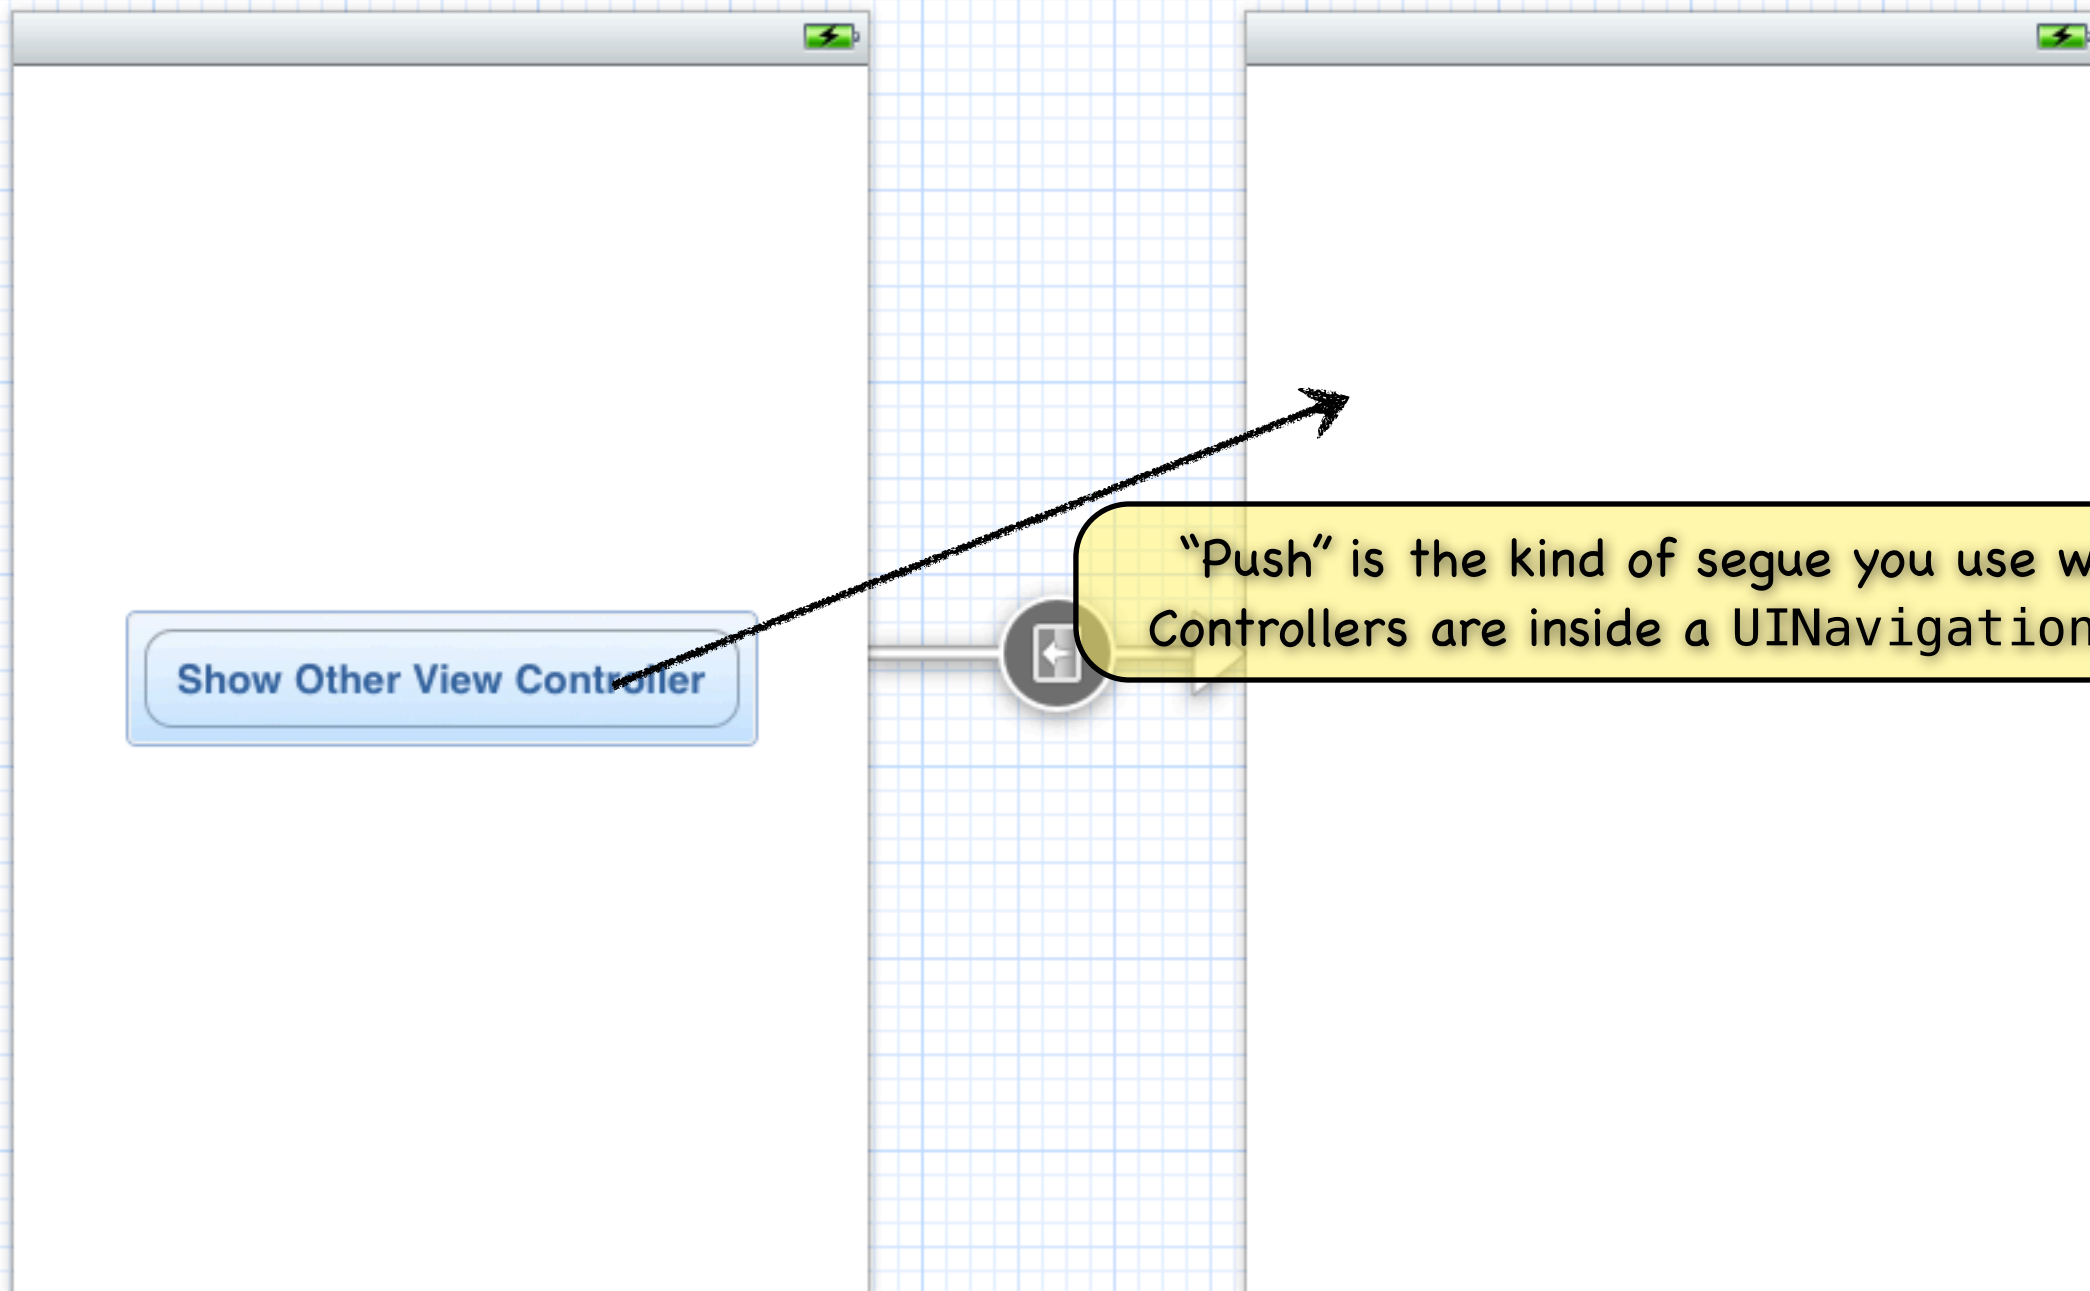 “Push” is the kind of segue you use
Controllers are inside a UINavigation
Show Other View Controller